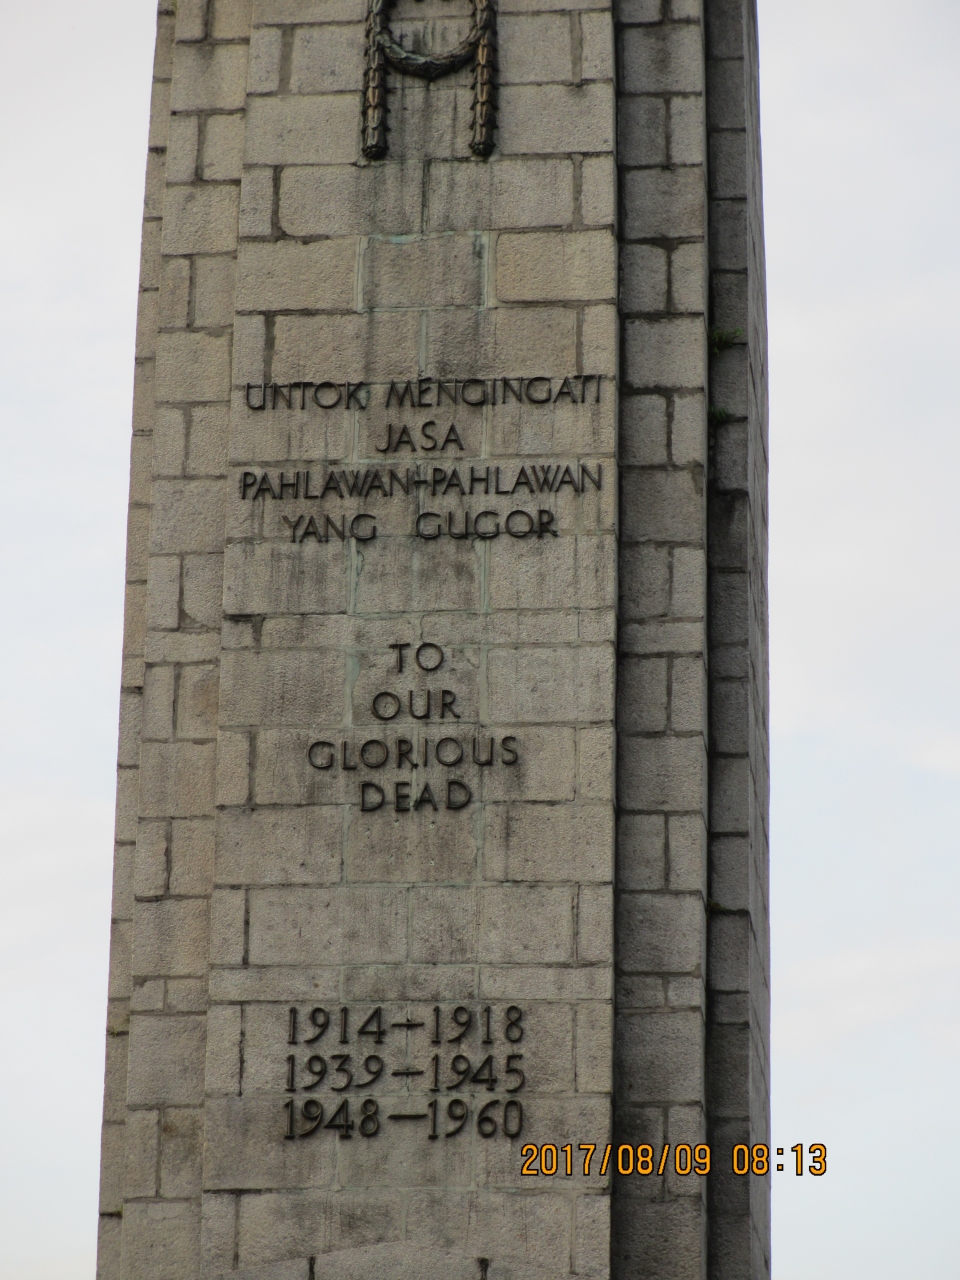 UNTOK MENGINGATI
JASA
PAHLAWAN-PAHLAWAN
YANG GUGOR
TO
OUR
GLORIOUS
DEAD
1914-1918
1939-1945
1948-1960
2017/08/09 08:13